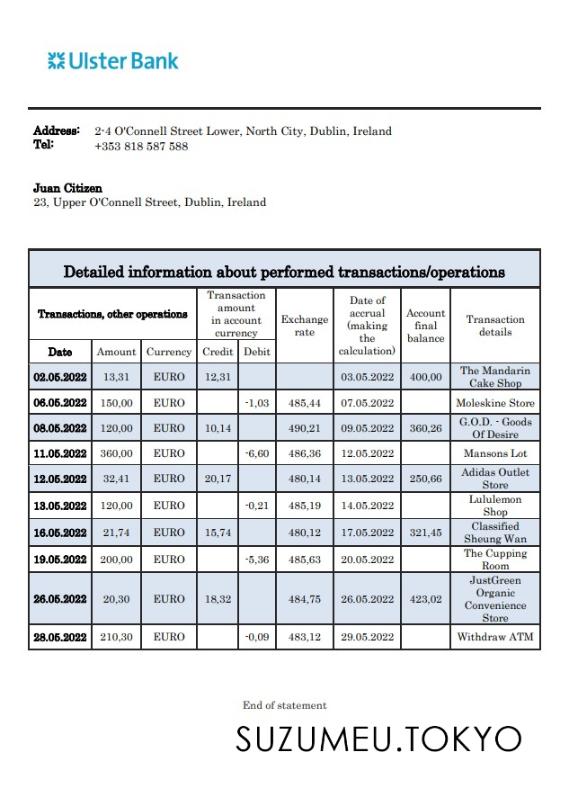 Ulster Bank
Address: 2-4 O'Connell Street Lower, North City, Dublin, Ireland
Tel: +353 818 587 588
Juan Citizen
23, Upper O'Connell Street, Dublin, Ireland
Detailed information about performed transactions/operations
Transactions, other operations
Transaction
amount
in account
currency
Exchange
rate
Date of
accrual
(making
the
calculation)
Account
final
balance
Transaction
details
Date Amount Currency Credit Debit
02.05.2022 13,31 EURO 12,31 03.05.2022 400,00 The Mandarin
Cake Shop
06.05.2022 150,00 EURO -1,03 485,44 07.05.2022 Moleskine Store
08.05.2022 120,00 EURO 10,14 490,21 09.05.2022 360,26 G.O.D. - Goods
Of Desire
11.05.2022 360,00 EURO -6,60 486,36 12.05.2022 Mansons Lot
12.05.2022 32,41 EURO 20,17 480,14 13.05.2022 250,66 Adidas Outlet
Store
13.05.2022 120,00 EURO -0,21 485,19 14.05.2022 Lululemon
Shop
16.05.2022 21,74 EURO 15,74 480,12 17.05.2022 321,45 Classified
Sheung Wan
19.05.2022 200,00 EURO -5,36 485,63 20.05.2022 The Cupping
Room
26.05.2022 20,30 EURO 18,32 484,75 26.05.2022 423,02 JustGreen
Organic
Convenience
Store
28.05.2022 210,30 EURO -0,09 483,12 29.05.2022 Withdraw ATM
End of statement
SUZUMEU.TOKYO